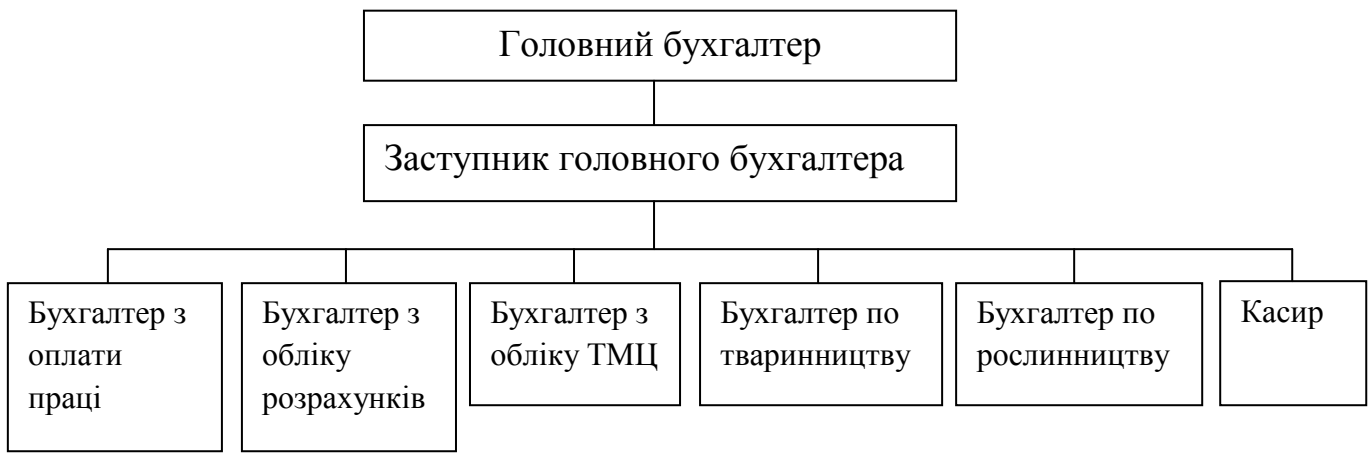 Головний бухгалтер
Заступник головного бухгалтера
Бухгалтер з
оплати
праці
Бухгалтер з
обліку
розрахунків
Бухгалтер з
обліку ТМЦ
Бухгалтер по
тваринництву
Бухгалтер по
рослинництву
Касир